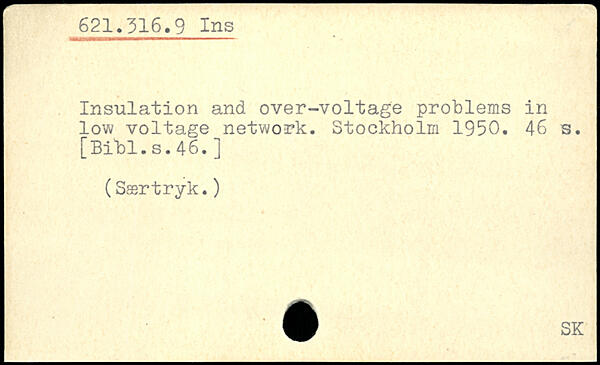 621.316.9 Ins
Insulation and over-voltage problems in
low voltage network. Stockholm 1950. 46 s.
[Bibl.s.46.]
(Særtryk.)
SK